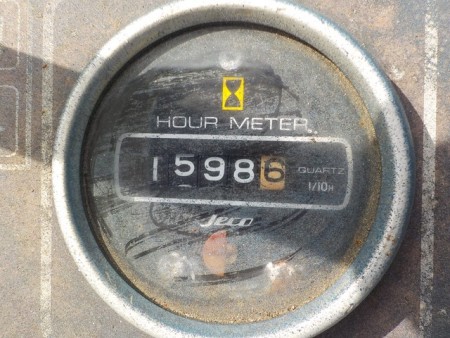 HOUR METER
15986
QUARTZ
1/10H
Jeco